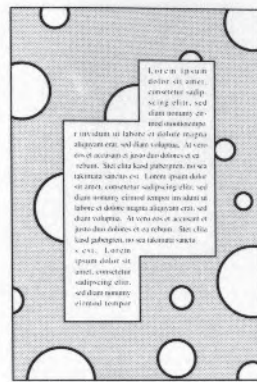 Lorem ipsum
dolor sit amet,
consetetur sadip-
scing elitr, sed
diam nonumy eir-
mod
r invidunt ut labore et dolore magna
aliquyam erat, sed diam voluptua. At vero
eos et accusam et justo duo dolores et ea
rebum. Stet clita kasd gubergren, no sea
takimata sanctus est. Lorem ipsum dolor
sit amet, consetetur sadipscing elitr, sed
diam nonumy eirmod tempor invidunt ut
labore et dolore magna aliquyam erat, sed
diam voluptua. At vero eos et accusam et
justo duo dolores et ea rebum. Stet clita
kasd gubergren, no sea takimata sanctu
s est. Lorem
ipsum dolor sit
amet, consetetur
sadipscing elitr,
sed diam nonumy
eirmod tempor